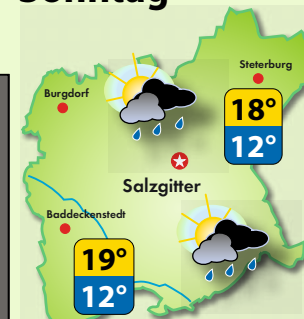 Sonntag
Steterburg
Burgdorf
18°
12°
Salzgitter
Baddeckenstedt
19°
12°